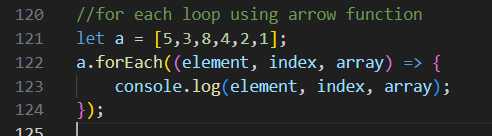 120 //for each loop using arrow function
121 let a = [5,3,8,4,2,1];
122 a.forEach((element, index, array) => {
123     console.log(element, index, array);
124 });
125